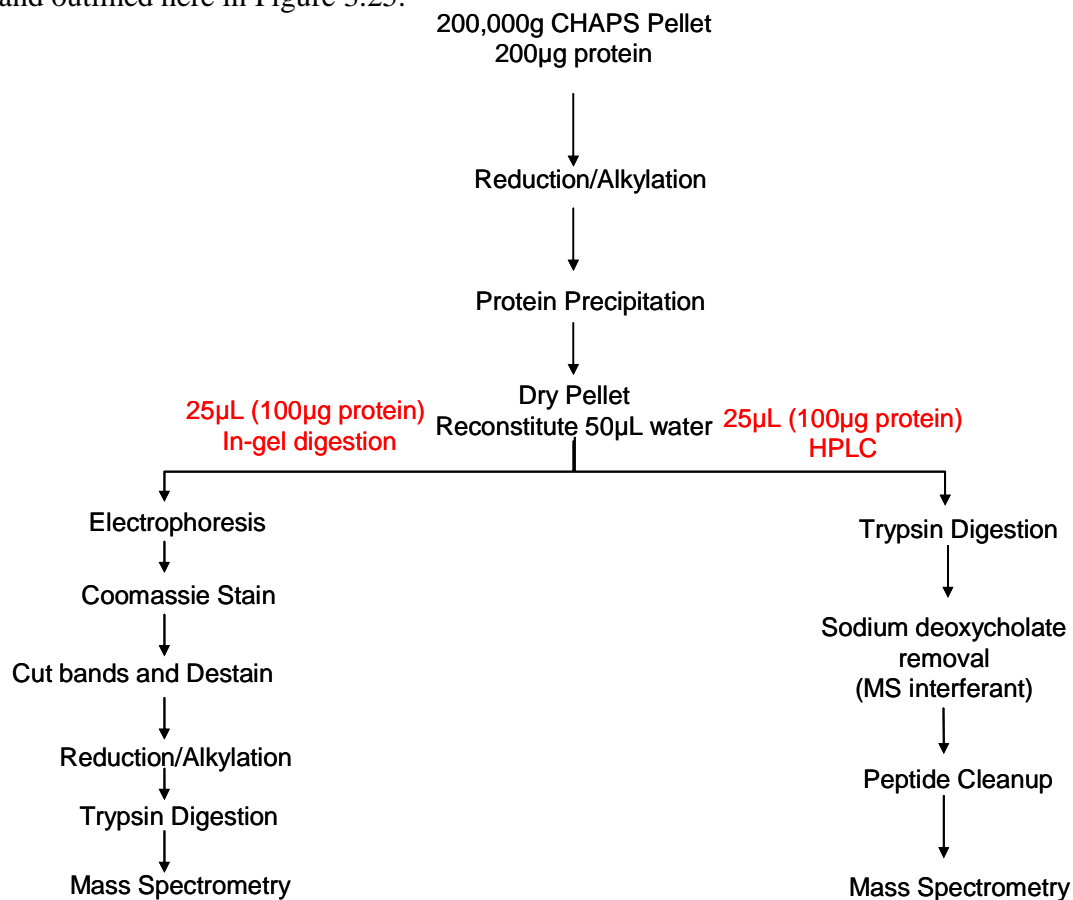 and outlined here in Figure 3.23.
200,000g CHAPS Pellet
200µg protein
Reduction/Alkylation
Protein Precipitation
Dry Pellet
Reconstitute 50µL water
25µL (100µg protein)
In-gel digestion
25µL (100µg protein)
HPLC
Electrophoresis
Coomassie Stain
Cut bands and Destain
Reduction/Alkylation
Trypsin Digestion
Mass Spectrometry
Trypsin Digestion
Sodium deoxycholate
removal
(MS interferant)
Peptide Cleanup
Mass Spectrometry